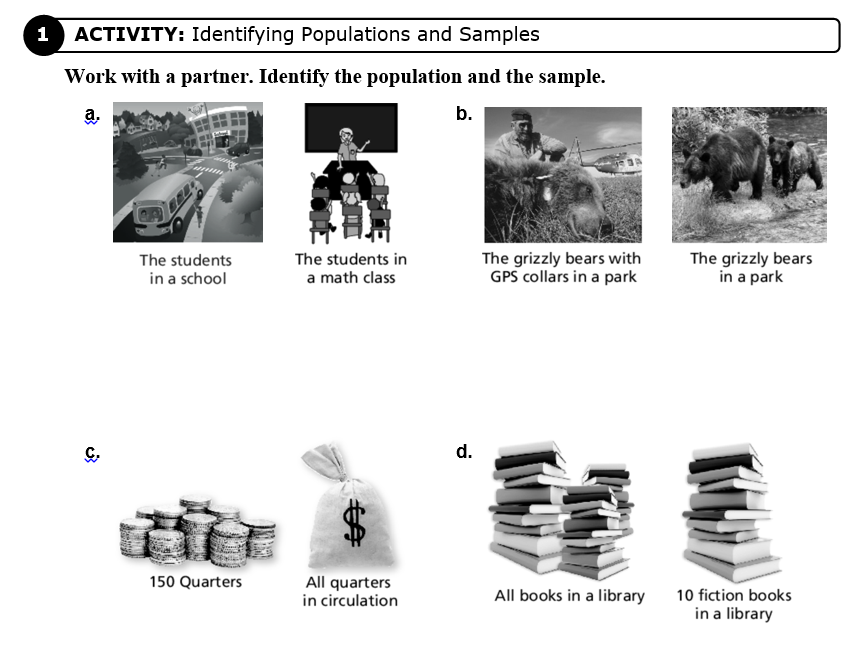 1 ACTIVITY: Identifying Populations and Samples
Work with a partner. Identify the population and the sample.
a.
The students
in a school
The students in
a math class
b.
The grizzly bears with
GPS collars in a park
The grizzly bears
in a park
c.
150 Quarters
$
All quarters
in circulation
d.
All books in a library
10 fiction books
in a library